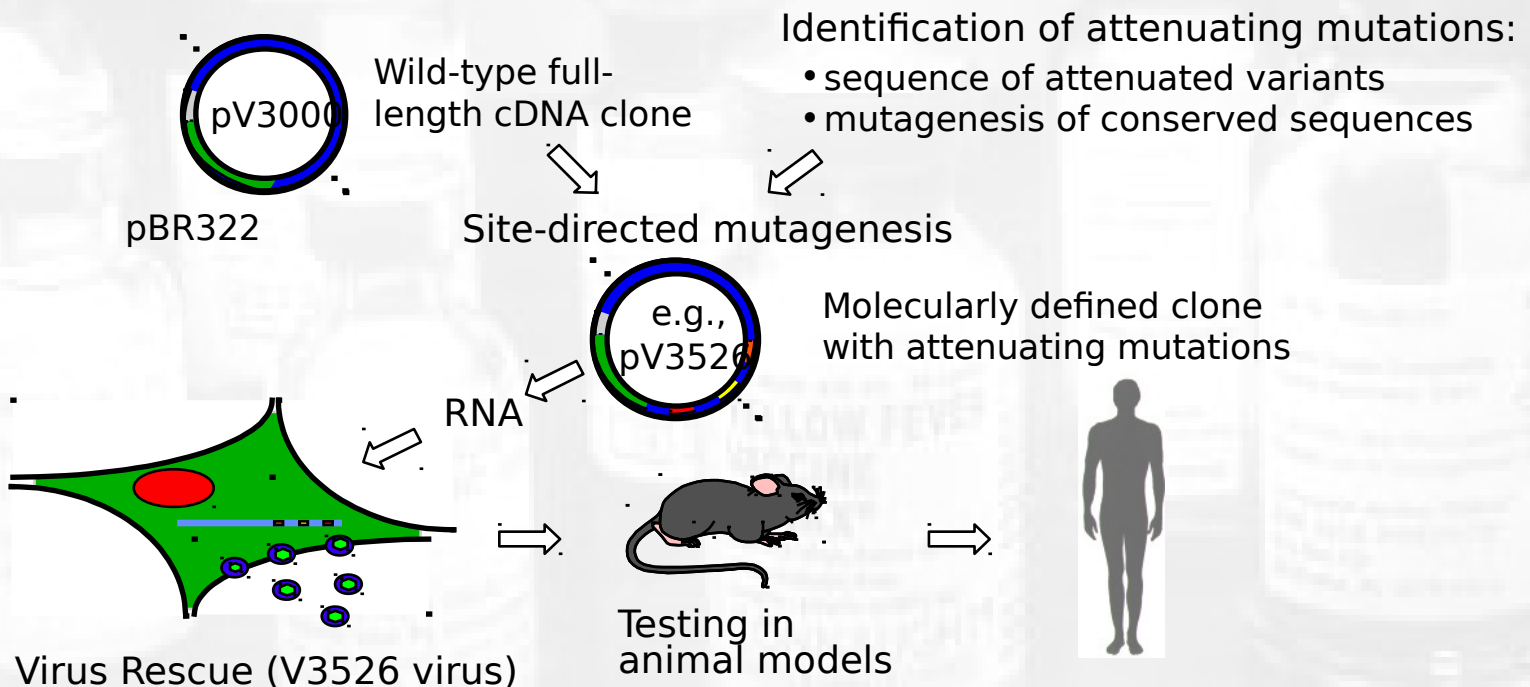 Identification of attenuating mutations:
• sequence of attenuated variants
• mutagenesis of conserved sequences
Wild-type full-
length cDNA clone
pV3000
pBR322
Site-directed mutagenesis
e.g.,
pV3526
Molecularly defined clone
with attenuating mutations
RNA
Virus Rescue (V3526 virus)
Testing in
animal models